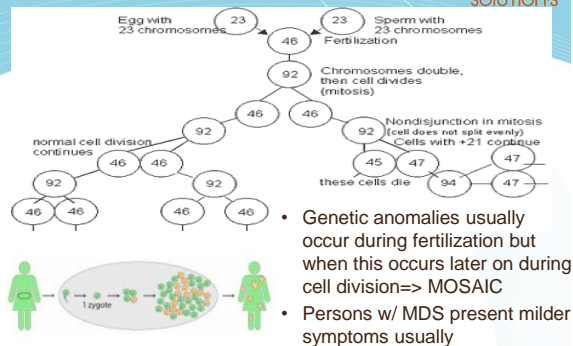 SOLUTIONS
Egg with
23 chromosomes
23
23
Sperm with
23 chromosomes
46
Fertilization
92
Chromosomes double,
then cell divides
(mitosis)
46
46
normal cell division
continues
92
92
Nondisjunction in mitosis
(cell does not split evenly)
Cells with +21 continue
46
46
45
47
47
these cells die
92
92
94
47
46
46
46
46
1 zygote
• Genetic anomalies usually
occur during fertilization but
when this occurs later on during
cell division=> MOSAIC
• Persons w/ MDS present milder
symptoms usually